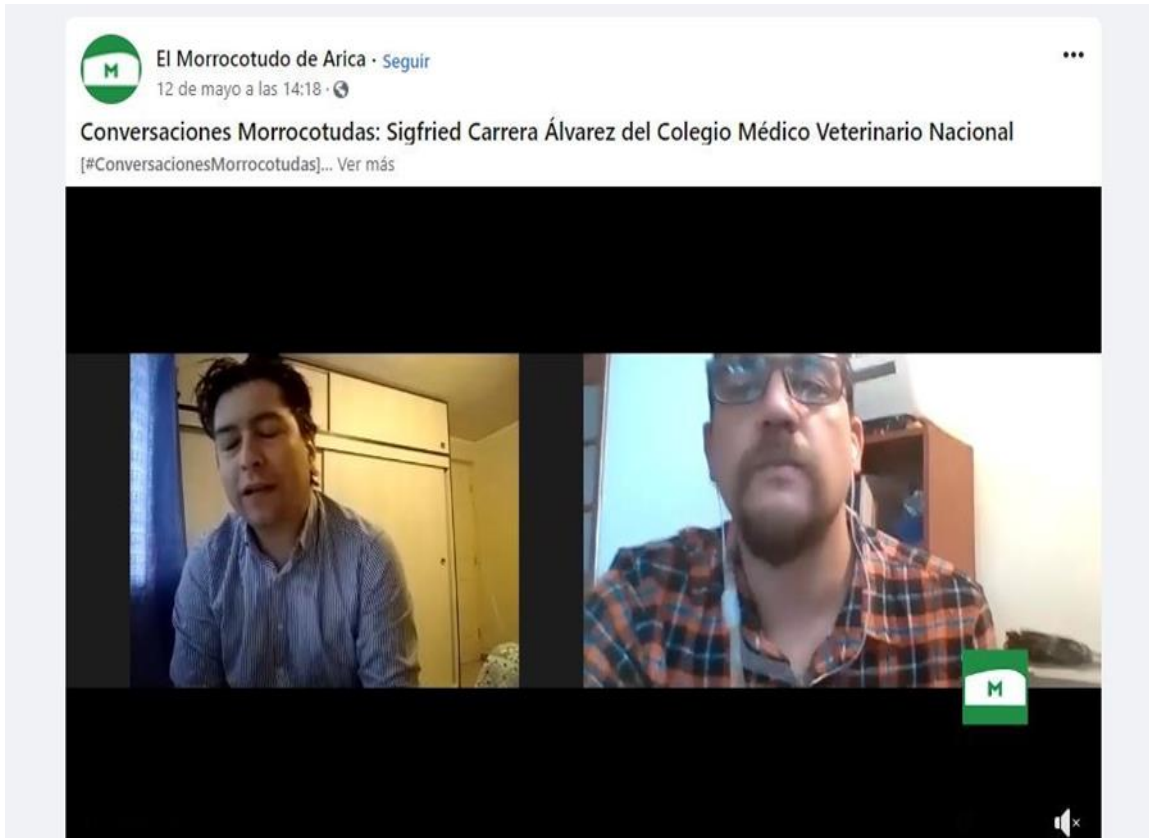 El Morrocotudo de Arica · Seguir
12 de mayo a las 14:18 ·
Conversaciones Morrocotudas: Sigfried Carrera Álvarez del Colegio Médico Veterinario Nacional
[#ConversacionesMorrocotudas]... Ver más
M
M